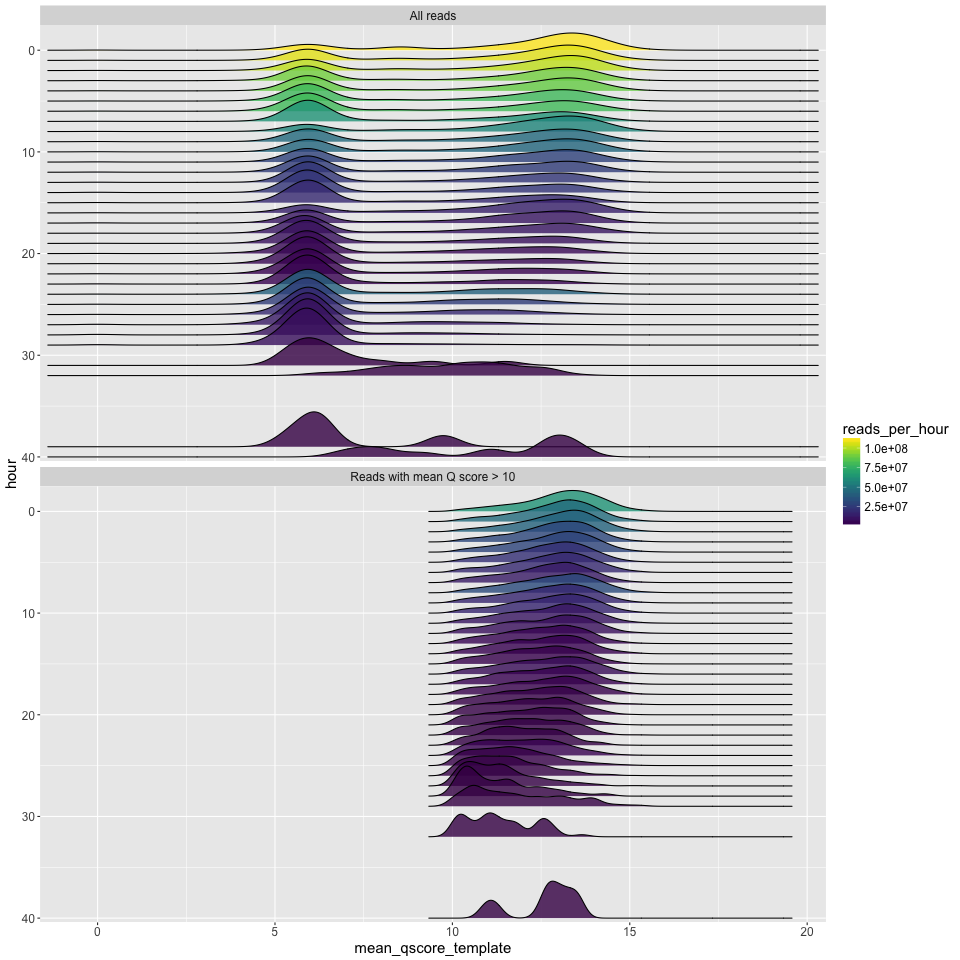 All reads
0
10
20
30
40
hour
reads_per_hour
1.0e+08
7.5e+07
5.0e+07
2.5e+07
Reads with mean Q score > 10
0
10
20
30
40
0 5 10 15 20
mean_qscore_template